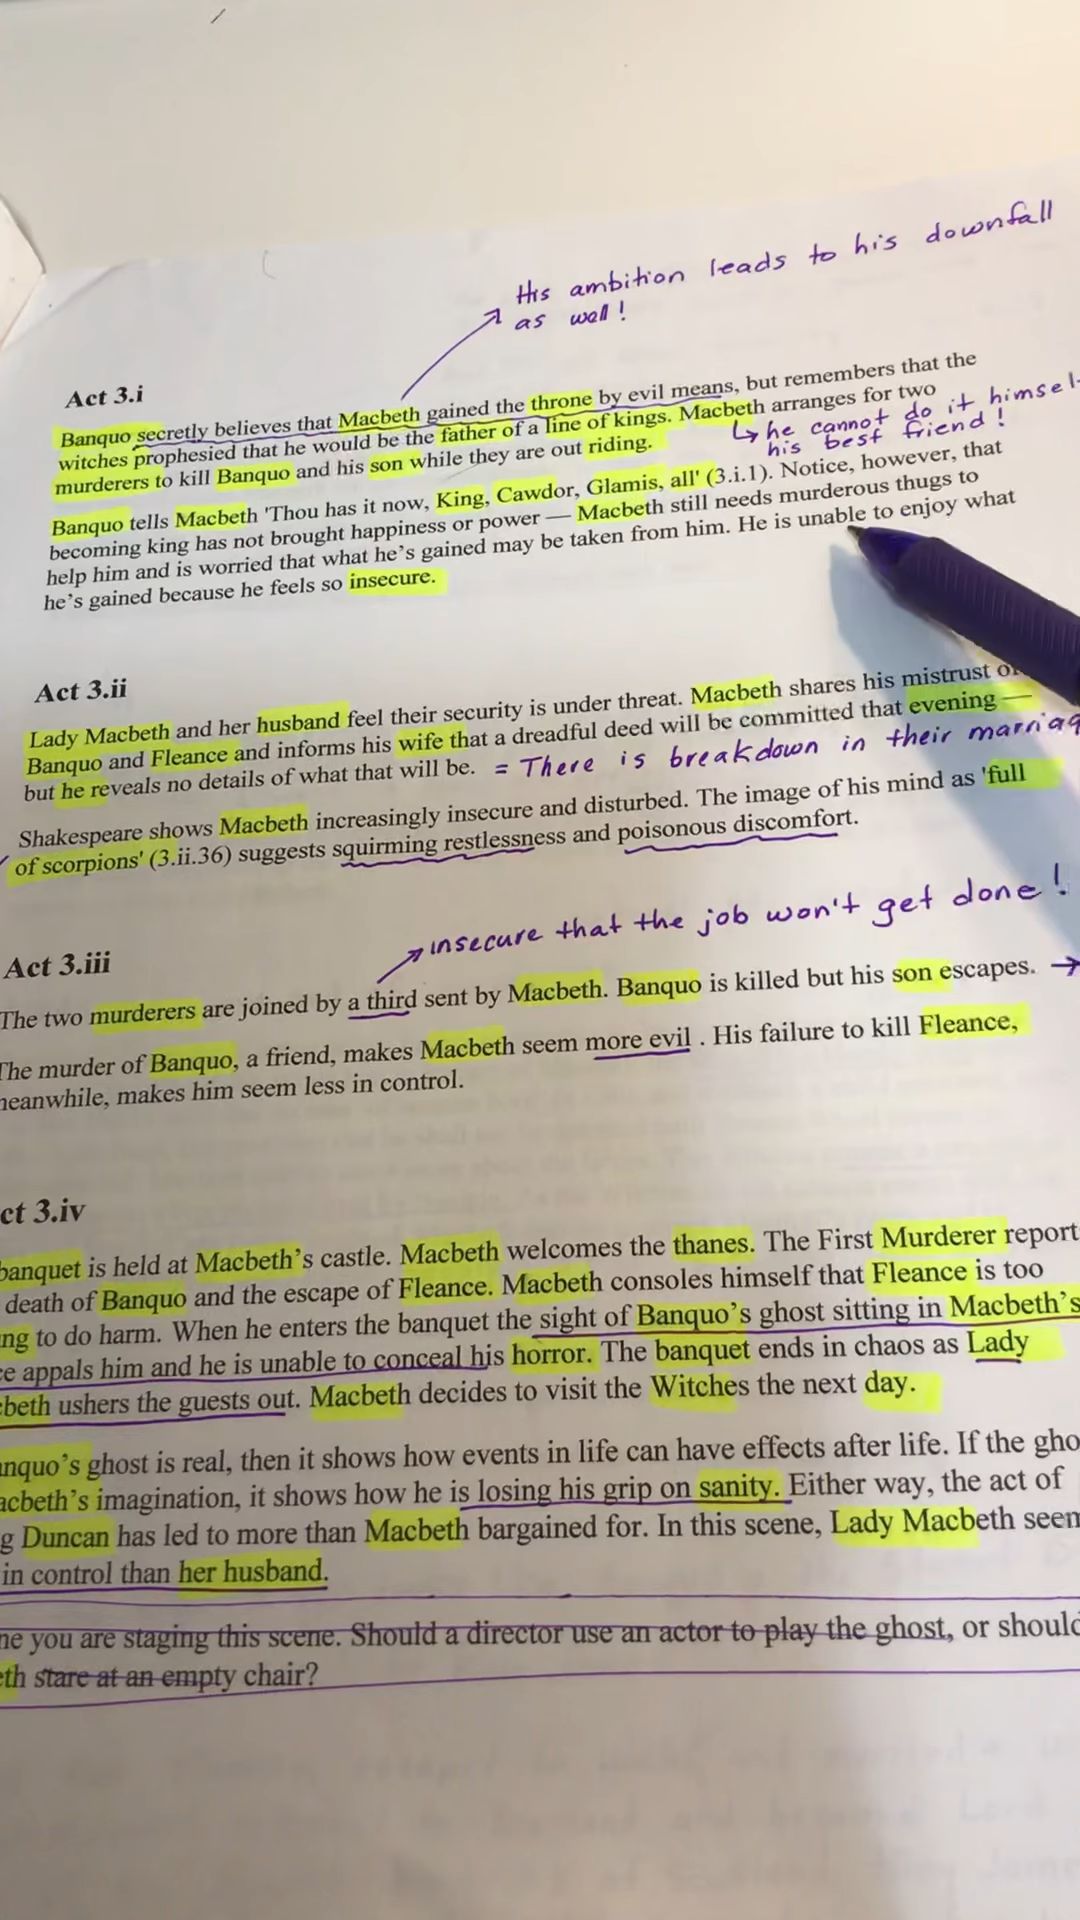 His ambition leads to his downfall
as well!
Act 3.i
Banquo secretly believes that Macbeth gained the throne by evil means, but remembers that the
witches prophesied that he would be the father of a line of kings. Macbeth arranges for two
↳ he cannot do it himself
his best friend!
murderers to kill Banquo and his son while they are out riding.
Banquo tells Macbeth 'Thou has it now, King, Cawdor, Glamis, all' (3.i.1). Notice, however, that
becoming king has not brought happiness or power — Macbeth still needs murderous thugs to
help him and is worried that what he's gained may be taken from him. He is unable to enjoy what
he's gained because he feels so insecure.
Act 3.ii
Lady Macbeth and her husband feel their security is under threat. Macbeth shares his mistrust of
Banquo and Fleance and informs his wife that a dreadful deed will be committed that evening —
but he reveals no details of what that will be. = There is breakdown in their marriag
Shakespeare shows Macbeth increasingly insecure and disturbed. The image of his mind as 'full
of scorpions' (3.ii.36) suggests squirming restlessness and poisonous discomfort.
insecure that the job won't get done!
Act 3.iii
The two murderers are joined by a third sent by Macbeth. Banquo is killed but his son escapes. →
The murder of Banquo, a friend, makes Macbeth seem more evil . His failure to kill Fleance,
neanwhile, makes him seem less in control.
ct 3.iv
banquet is held at Macbeth's castle. Macbeth welcomes the thanes. The First Murderer report
death of Banquo and the escape of Fleance. Macbeth consoles himself that Fleance is too
ng to do harm. When he enters the banquet the sight of Banquo's ghost sitting in Macbeth's
ce appals him and he is unable to conceal his horror. The banquet ends in chaos as Lady
cbeth ushers the guests out. Macbeth decides to visit the Witches the next day.
nquo's ghost is real, then it shows how events in life can have effects after life. If the gho
acbeth's imagination, it shows how he is losing his grip on sanity. Either way, the act of
g Duncan has led to more than Macbeth bargained for. In this scene, Lady Macbeth seem
in control than her husband.
ne you are staging this scene. Should a director use an actor to play the ghost, or should
eth stare at an empty chair?